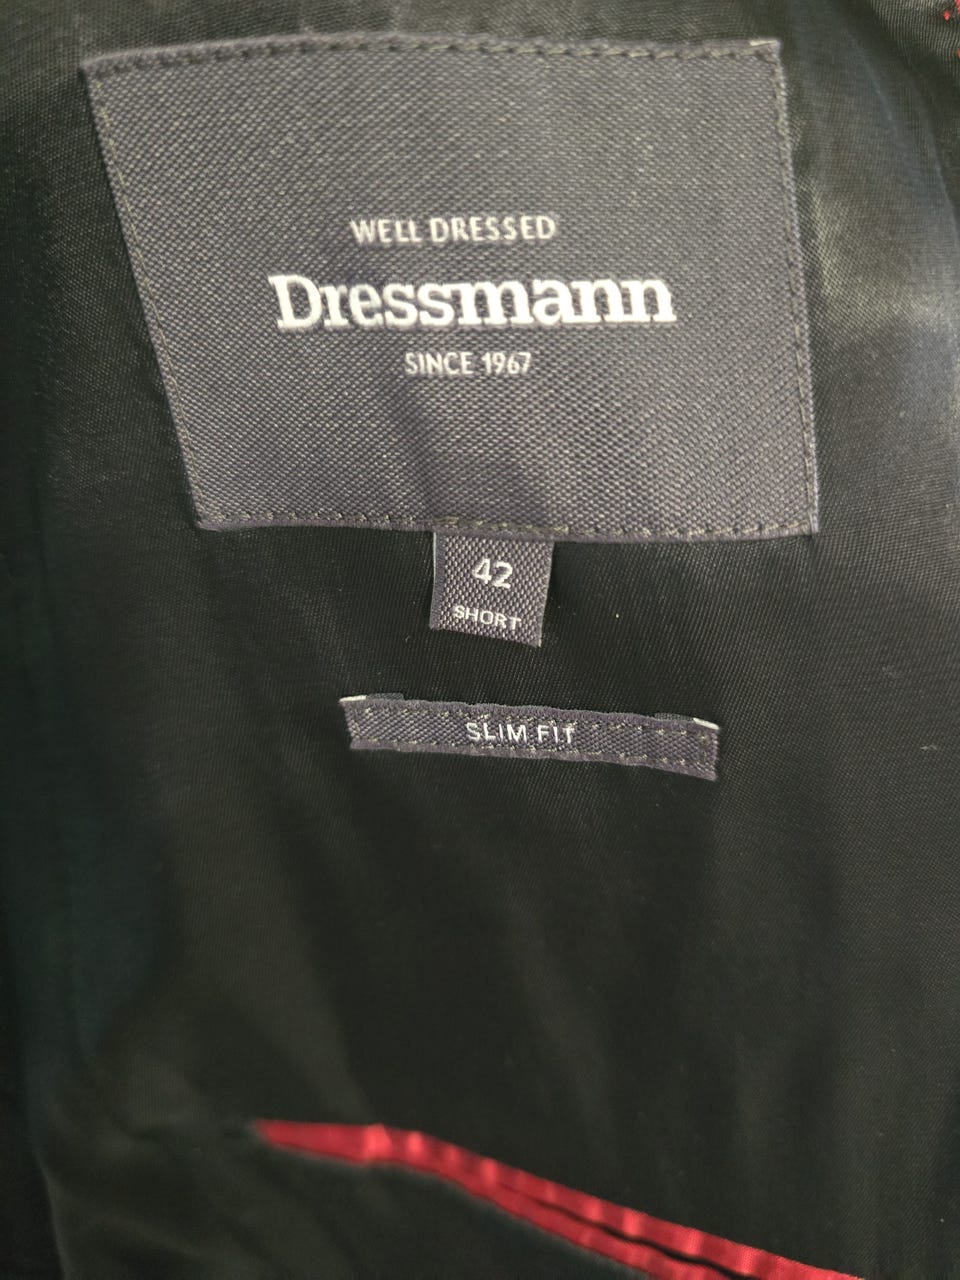 WELL DRESSED
Dressmann
SINCE 1967
42
SHORT
SLIM FIT